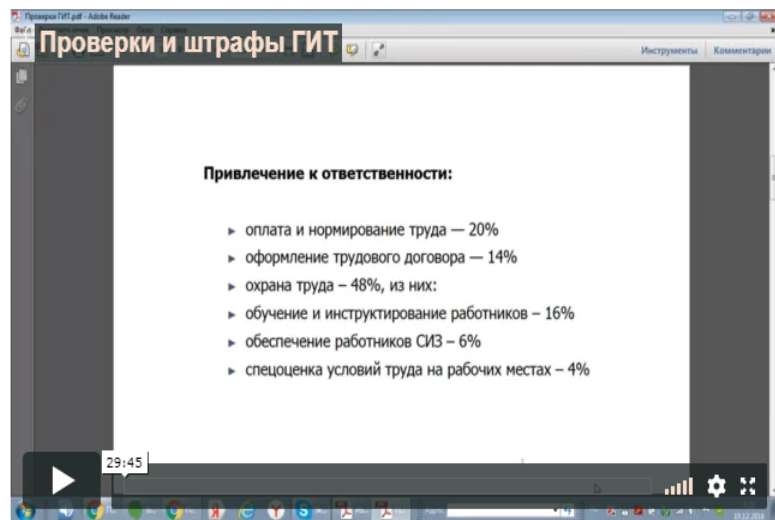 Проверки ГИТ.pdf - Adobe Reader
Проверки и штрафы ГИТ
Инструменты
Комментарии
Привлечение к ответственности:
оплата и нормирование труда — 20%
оформление трудового договора — 14%
охрана труда – 48%, из них:
обучение и инструктирование работников – 16%
обеспечение работников СИЗ – 6%
спецоценка условий труда на рабочих местах – 4%
29:45